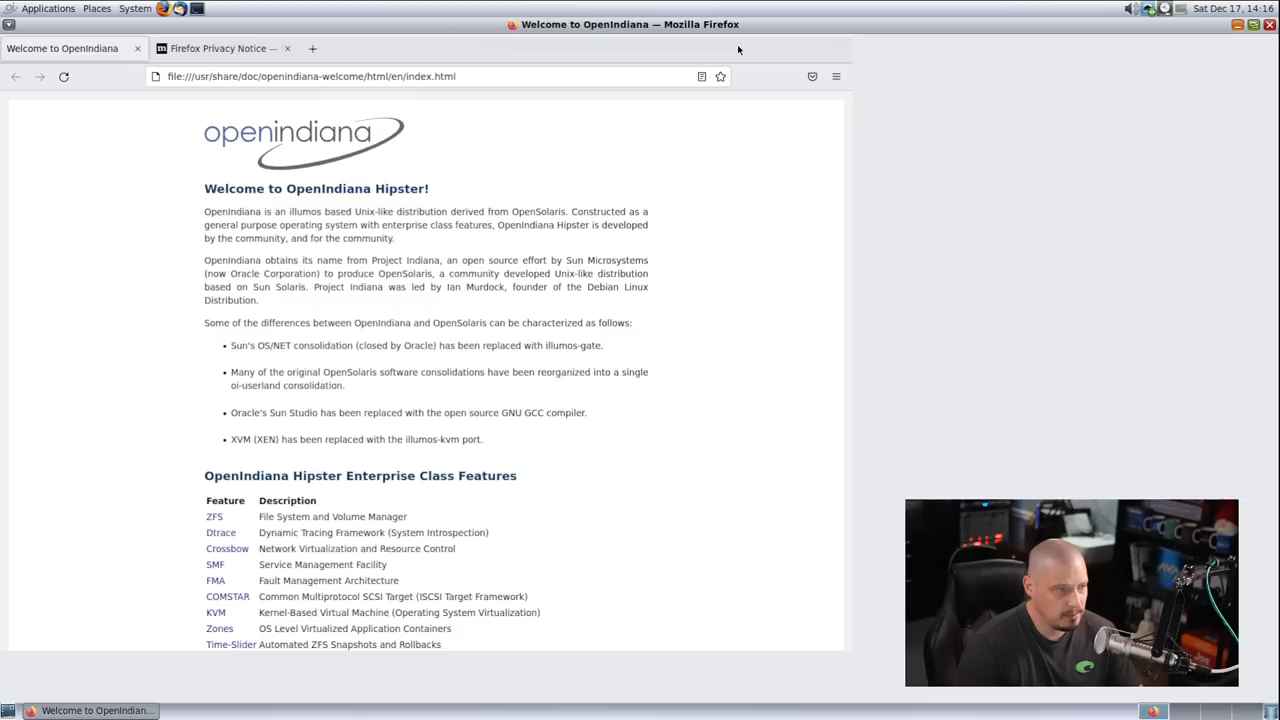 Applications Places System
Sat Dec 17, 14:16
Welcome to OpenIndiana — Mozilla Firefox
Welcome to OpenIndiana
Firefox Privacy Notice —
file:///usr/share/doc/openindiana-welcome/html/en/index.html
openindiana
Welcome to OpenIndiana Hipster!
OpenIndiana is an illumos based Unix-like distribution derived from OpenSolaris. Constructed as a
general purpose operating system with enterprise class features, OpenIndiana Hipster is developed
by the community, and for the community.
OpenIndiana obtains its name from Project Indiana, an open source effort by Sun Microsystems
(now Oracle Corporation) to produce OpenSolaris, a community developed Unix-like distribution
based on Sun Solaris. Project Indiana was led by Ian Murdock, founder of the Debian Linux
Distribution.
Some of the differences between OpenIndiana and OpenSolaris can be characterized as follows:
• Sun's OS/NET consolidation (closed by Oracle) has been replaced with illumos-gate.
• Many of the original OpenSolaris software consolidations have been reorganized into a single
oi-userland consolidation.
• Oracle's Sun Studio has been replaced with the open source GNU GCC compiler.
• XVM (XEN) has been replaced with the illumos-kvm port.
OpenIndiana Hipster Enterprise Class Features
Feature Description
ZFS File System and Volume Manager
Dtrace Dynamic Tracing Framework (System Introspection)
Crossbow Network Virtualization and Resource Control
SMF Service Management Facility
FMA Fault Management Architecture
COMSTAR Common Multiprotocol SCSI Target (ISCSI Target Framework)
KVM Kernel-Based Virtual Machine (Operating System Virtualization)
Zones OS Level Virtualized Application Containers
Time-Slider Automated ZFS Snapshots and Rollbacks
Welcome to OpenIndian...